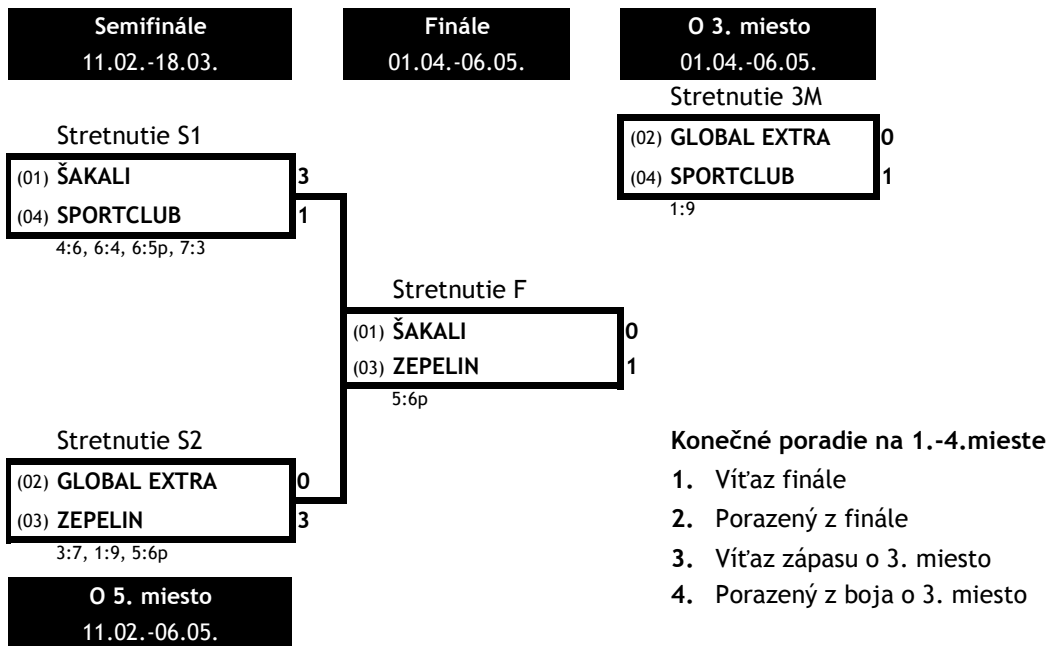 Semifinále
11.02.-18.03.
Finále
01.04.-06.05.
O 3. miesto
01.04.-06.05.
Stretnutie 3M
(02) GLOBAL EXTRA 0
(04) SPORTCLUB 1
1:9
Stretnutie S1
(01) ŠAKALI 3
(04) SPORTCLUB 1
4:6, 6:4, 6:5p, 7:3
Stretnutie F
(01) ŠAKALI 0
(03) ZEPELIN 1
5:6p
Stretnutie S2
(02) GLOBAL EXTRA 0
(03) ZEPELIN 3
3:7, 1:9, 5:6p
Konečné poradie na 1.-4.mieste
1. Víťaz finále
2. Porazený z finále
3. Víťaz zápasu o 3. miesto
4. Porazený z boja o 3. miesto
O 5. miesto
11.02.-06.05.